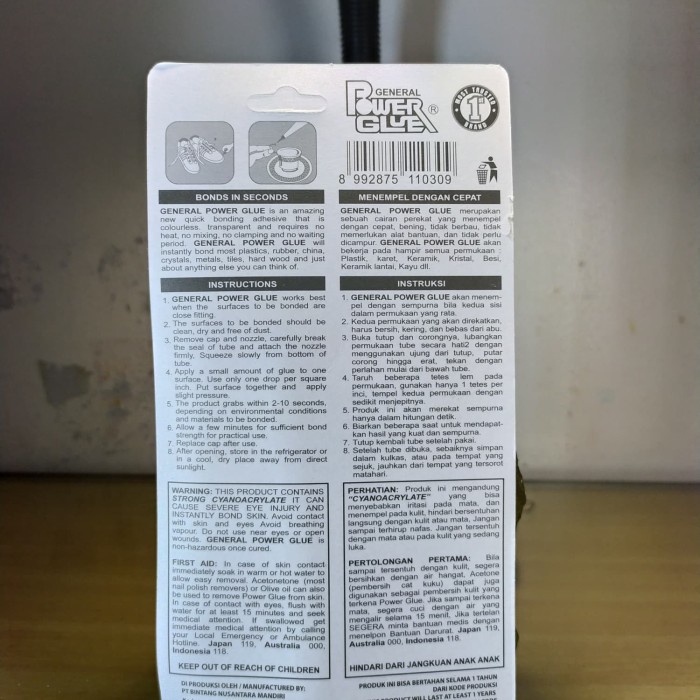 GENERAL
POWER
GLUE ®
MOST TRUSTED
1ST
BRAND
8 992875 110309
BONDS IN SECONDS
GENERAL POWER GLUE is an amazing
new quick bonding adhesive that is
colourless, transparent and requires no
heat, no mixing, no clamping and no waiting
period. GENERAL POWER GLUE will
instantly bond most plastics, rubber, china,
crystals, metals, tiles, hard wood and just
about anything else you can think of.
INSTRUCTIONS
1. GENERAL POWER GLUE works best
when the surfaces to be bonded are
close fitting.
2. The surfaces to be bonded should be
clean, dry and free of dust.
3. Remove cap and nozzle, carefully break
the seal of tube and attach the nozzle
firmly. Squeeze slowly from bottom of
tube.
4. Apply a small amount of glue to one
surface. Use only one drop per square
inch. Put surface together and apply
slight pressure.
5. The product grabs within 2-10 seconds,
depending on environmental conditions
and materials to be bonded.
6. Allow a few minutes for sufficient bond
strength for practical use.
7. Replace cap after use.
8. After opening, store in the refrigerator or
in a cool, dry place away from direct
sunlight.
WARNING: THIS PRODUCT CONTAINS
STRONG CYANOACRYLATE IT CAN
CAUSE SEVERE EYE INJURY AND
INSTANTLY BOND SKIN. Avoid contact
with skin and eyes Avoid breathing
vapour. Do not use near eyes or open
wounds. GENERAL POWER GLUE is
non-hazardous once cured.
FIRST AID: In case of skin contact
immediately soak in warm or hot water to
allow easy removal. Acetonetone (most
nail polish removers) or Olive oil can also
be used to remove Power Glue from skin.
In case of contact with eyes, flush with
water for at least 15 minutes and seek
medical attention. If swallowed get
immediate medical attention by calling
your Local Emergency or Ambulance
Hotline. Japan 119, Australia 000,
Indonesia 118.
KEEP OUT OF REACH OF CHILDREN
DI PRODUKSI OLEH / MANUFACTURED BY:
PT BINTANG NUSANTARA MANDIRI
MENEMPEL DENGAN CEPAT
GENERAL POWER GLUE merupakan
sebuah cairan perekat yang menempel
dengan cepat, bening, tidak berbau, tidak
memerlukan alat bantuan, dan tidak perlu
dicampur. GENERAL POWER GLUE akan
bekerja pada hampir semua permukaan :
Plastik, karet, Keramik, Kristal, Besi,
Keramik lantai, Kayu dll.
INSTRUKSI
1. GENERAL POWER GLUE akan menem-
pel dengan sempurna bila kedua sisi
dalam permukaan yang rata.
2. Kedua permukaan yang akan direkatkan,
harus bersih, kering, dan bebas dari abu.
3. Buka tutup dan corongnya, lubangkan
permukaan tube secara hati2 dengan
menggunakan ujung dari tutup, putar
corong hingga erat, tekan dengan
perlahan mulai dari bawah tube.
4. Taruh beberapa tetes lem pada
permukaan, gunakan hanya 1 tetes per
inci, tempel kedua permukaan dengan
sedikit menjepitnya.
5. Produk ini akan merekat sempurna
hanya dalam hitungan detik.
6. Biarkan beberapa saat untuk mendapat-
kan hasil yang kuat dan sempurna.
7. Tutup kembali tube setelah pakai.
8. Setelah tube dibuka, sebaiknya simpan
dalam kulkas, atau pada tempat yang
sejuk, jauhkan dari tempat yang tersorot
matahari.
PERHATIAN: Produk ini mengandung
"CYANOACRYLATE" yang bisa
menyebabkan iritasi pada mata, dan
menempel pada kulit, hindari bersentuhan
langsung dengan kulit atau mata. Jangan
sampai terhirup nafas. Jangan tersentuh
dengan mata atau pada kulit yang sedang
luka.
PERTOLONGAN PERTAMA: Bila
sampai tersentuh dengan kulit, segera
bersihkan dengan air hangat, Acetone
(pembersih cat kuku) dapat juga
digunakan sebagai pembersih kulit yang
terkena Power Glue. Jika sampai terkena
mata, segera cuci dengan air yang
mengalir selama 15 menit. Jika tertelan
SEGERA minta bantuan medis dengan
menelpon Bantuan Darurat. Japan 119,
Australia 000, Indonesia 118.
HINDARI DARI JANGKUAN ANAK ANAK
PRODUK INI BISA BERTAHAN SELAMA 1 TAHUN
DARI KODE PRODUKSI
PRODUCT WILL LAST AT LEAST 1 YEARS